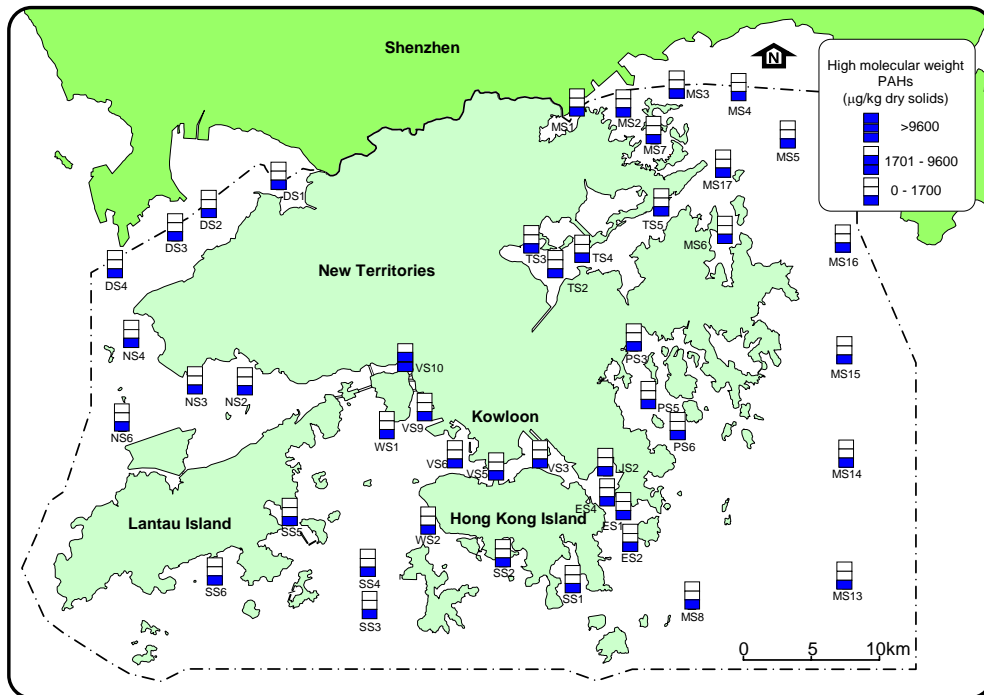 Shenzhen
N
High molecular weight
PAHs
(µg/kg dry solids)
>9600
1701 - 9600
0 - 1700
MS3
MS4
MS1
MS2
MS7
MS5
MS17
DS1
DS2
TS5
DS3
MS6
TS3
TS4
MS16
New Territories
DS4
TS2
NS4
PS3
VS10
MS15
NS3
NS2
PS5
Kowloon
VS9
NS6
WS1
PS6
VS6
VS5
VS3
JS2
MS14
ES4
ES1
Lantau Island
Hong Kong Island
SS5
WS2
ES2
SS2
SS4
SS6
SS1
MS13
SS3
MS8
0
10km